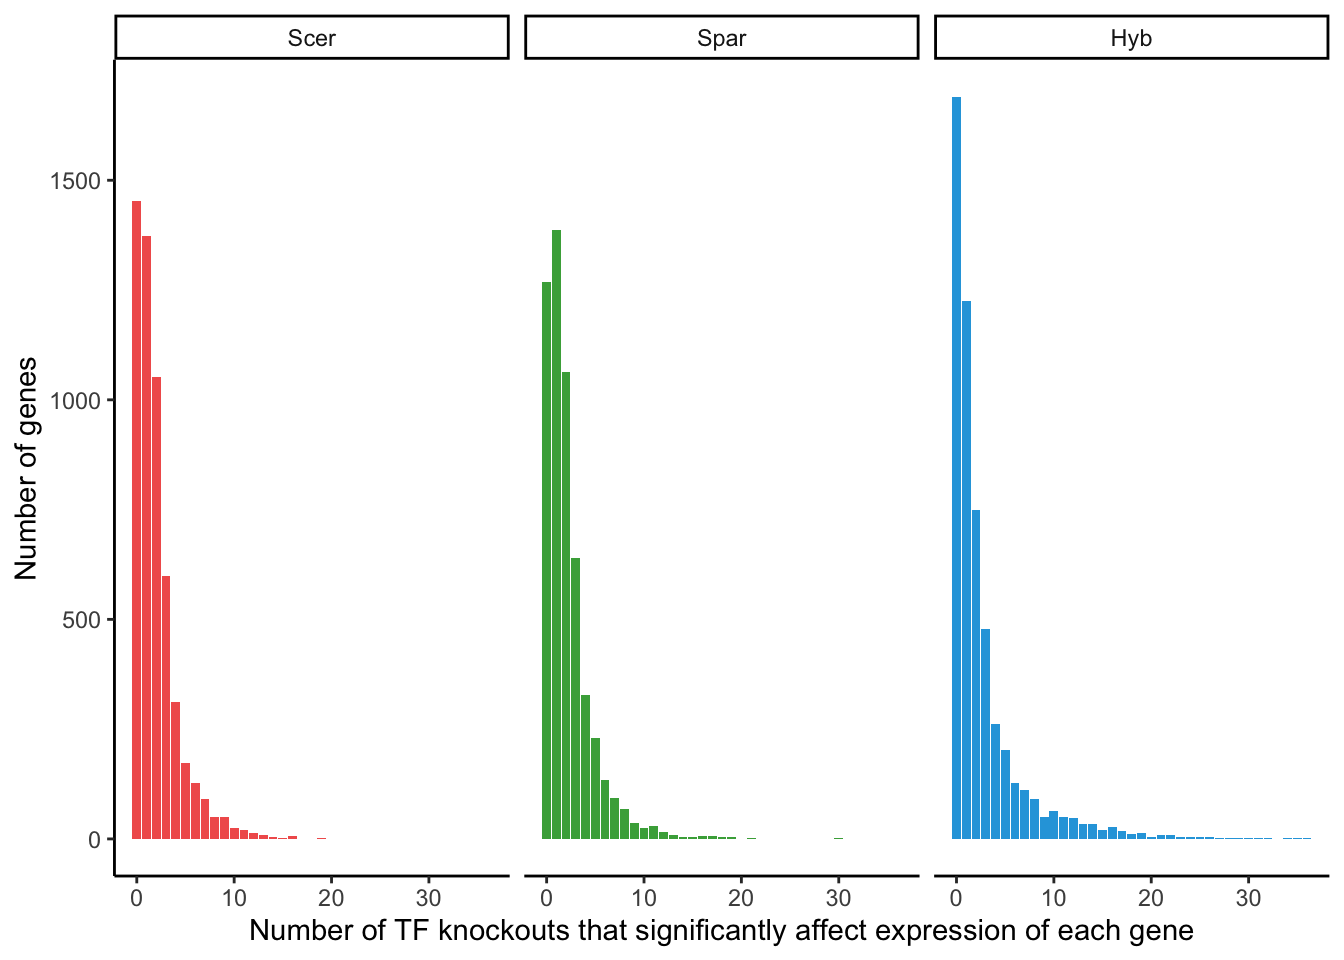 Scer
Spar
Hyb
Number of genes
1500
1000
500
0
0 10 20 30
0 10 20 30
0 10 20 30
Number of TF knockouts that significantly affect expression of each gene